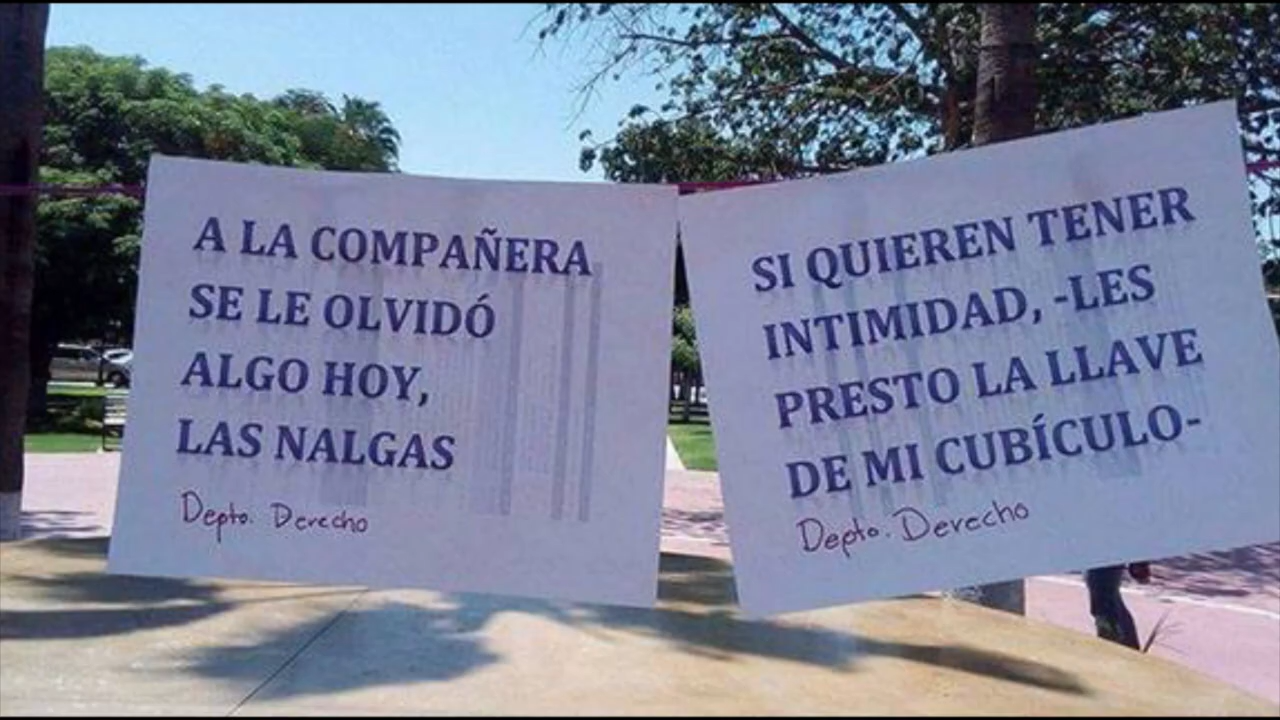 A LA COMPAÑERA
SE LE OLVIDÓ
ALGO HOY,
LAS NALGAS
Depto. Derecho
SI QUIEREN TENER
INTIMIDAD, -LES
PRESTO LA LLAVE
DE MI CUBÍCULO-
Depto. Derecho